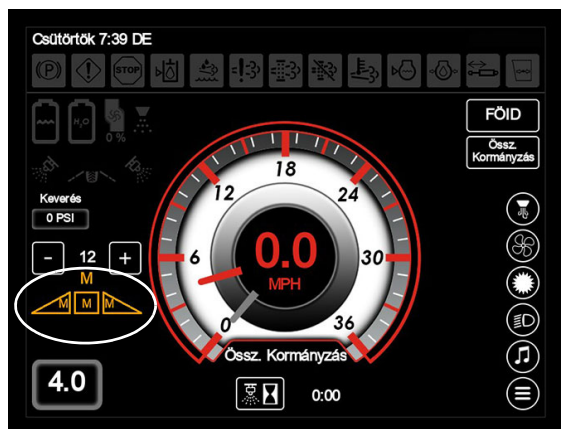 Csütörtök 7:39 DE
(P)
STOP
H₂O
0 %
FÖID
Össz.
Kormányzás
Keverés
0 PSI
- 12 +
M
M M M
4.0
0 6 12 18 24 30 36
0.0
MPH
Össz. Kormányzás
0:00